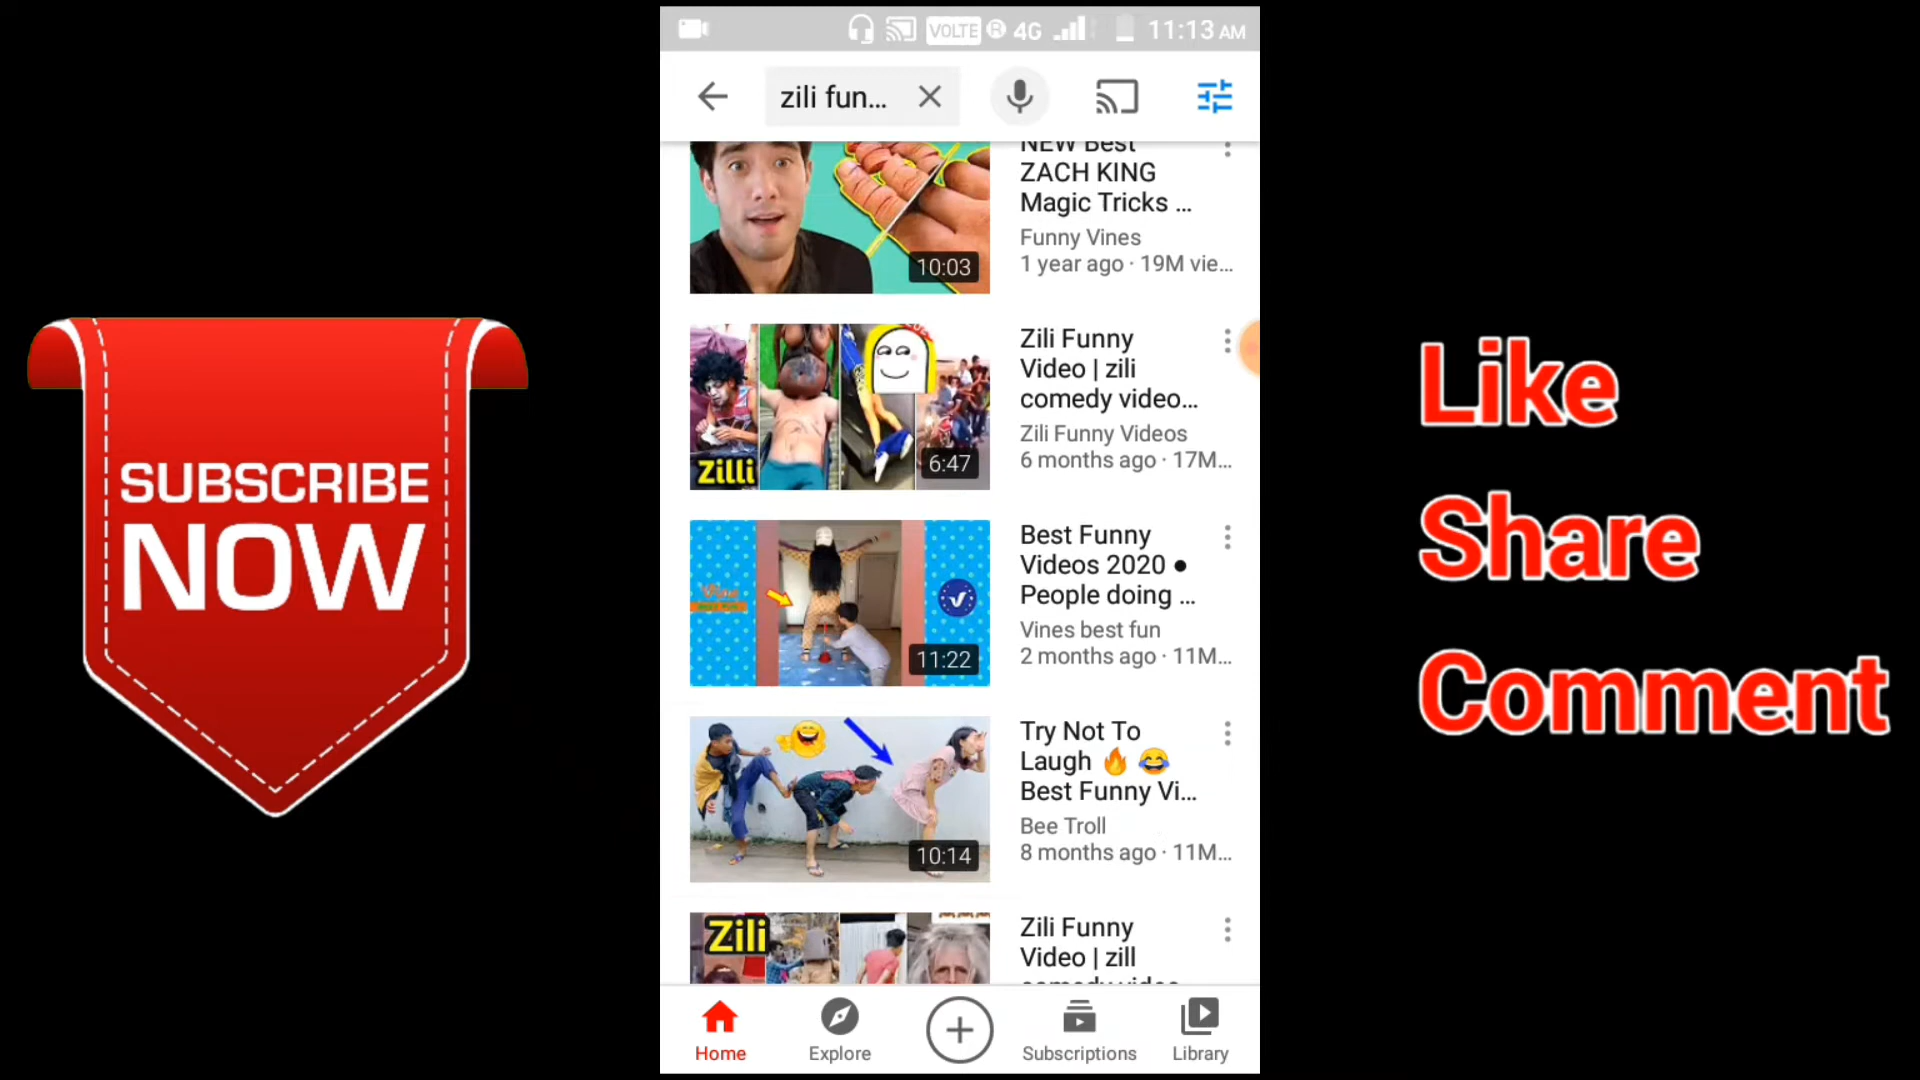 VOLTE R 4G 11:13 AM
zili fun...
NEW Best
ZACH KING
Magic Tricks ...
Funny Vines
1 year ago · 19M vie...
10:03
Zili Funny
Video | zili
comedy video...
Zili Funny Videos
6 months ago · 17M...
Zilli
6:47
Best Funny
Videos 2020 ●
People doing ...
Vines best fun
2 months ago · 11M...
11:22
Try Not To
Laugh 🔥 😂
Best Funny Vi...
Bee Troll
8 months ago · 11M...
10:14
Zili
Zili Funny
Video | zill
comedy video
Home Explore Subscriptions Library
SUBSCRIBE
NOW
Like
Share
Comment